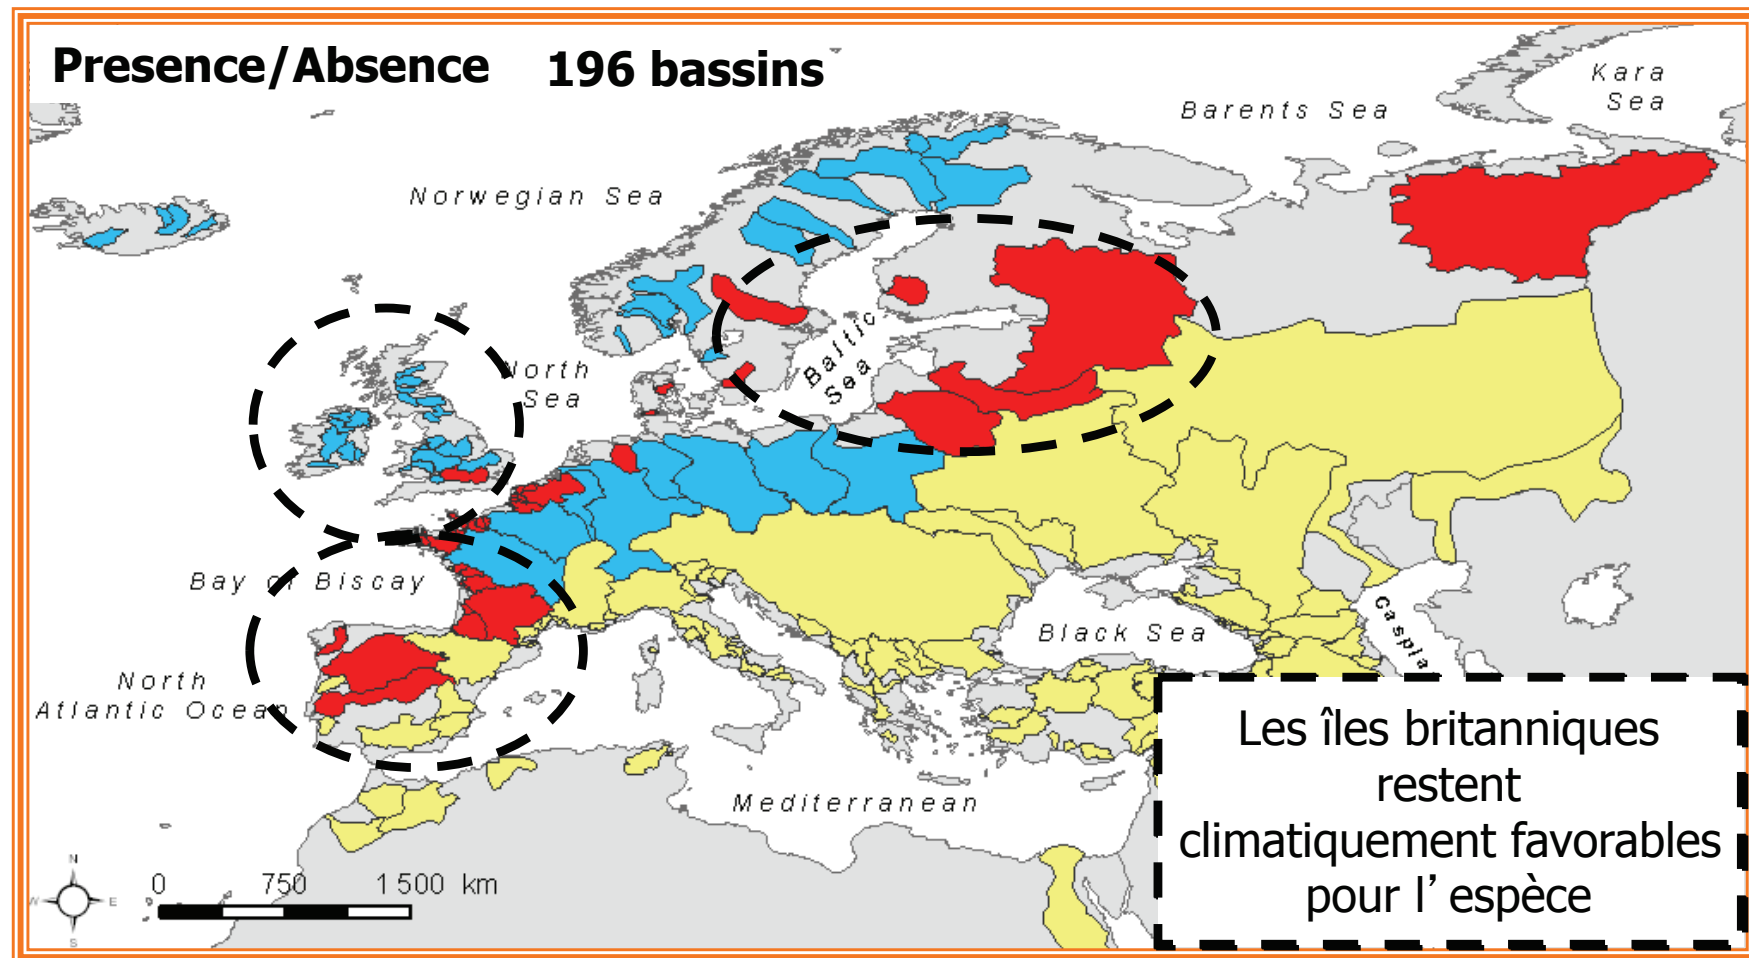 Presence/Absence 196 bassins
Kara
Sea
Barents Sea
Norwegian Sea
North
Sea
Baltic
Sea
Bay of Biscay
North
Atlantic Ocean
Black Sea
Caspia
Mediterranean
Les îles britanniques
restent
climatiquement favorables
pour l’ espèce
N
W E
S
0 750 1 500 km